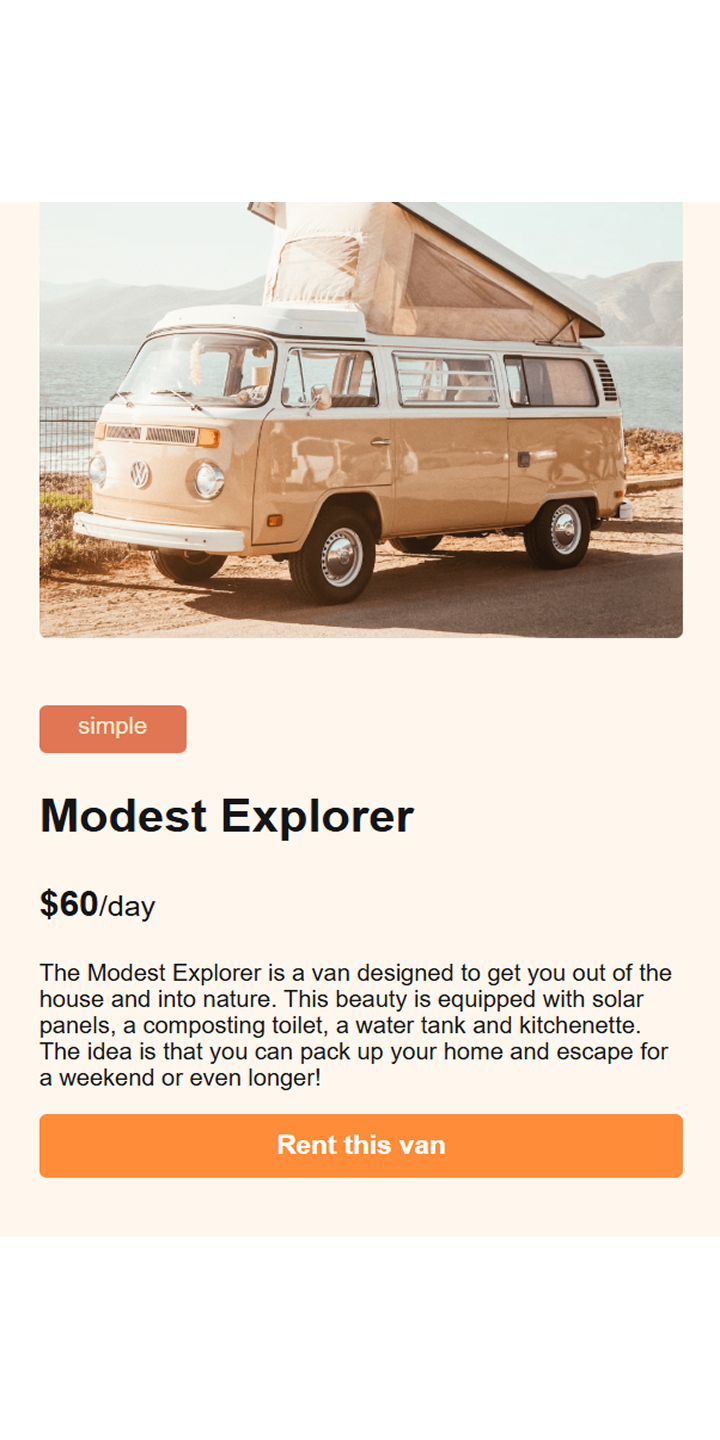 simple
Modest Explorer
$60/day
The Modest Explorer is a van designed to get you out of the
house and into nature. This beauty is equipped with solar
panels, a composting toilet, a water tank and kitchenette.
The idea is that you can pack up your home and escape for
a weekend or even longer!
Rent this van